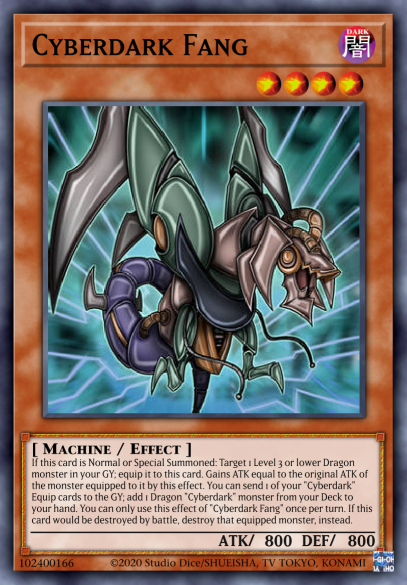 Cyberdark Fang
DARK
闇
[ Machine / Effect ]
If this card is Normal or Special Summoned: Target 1 Level 3 or lower Dragon
monster in your GY; equip it to this card. Gains ATK equal to the original ATK of
the monster equipped to it by this effect. You can send 1 of your "Cyberdark"
Equip cards to the GY; add 1 Dragon "Cyberdark" monster from your Deck to
your hand. You can only use this effect of "Cyberdark Fang" once per turn. If this
card would be destroyed by battle, destroy that equipped monster, instead.
ATK/ 800 DEF/ 800
102400166 ©2020 Studio Dice/SHUEISHA, TV TOKYO, KONAMI